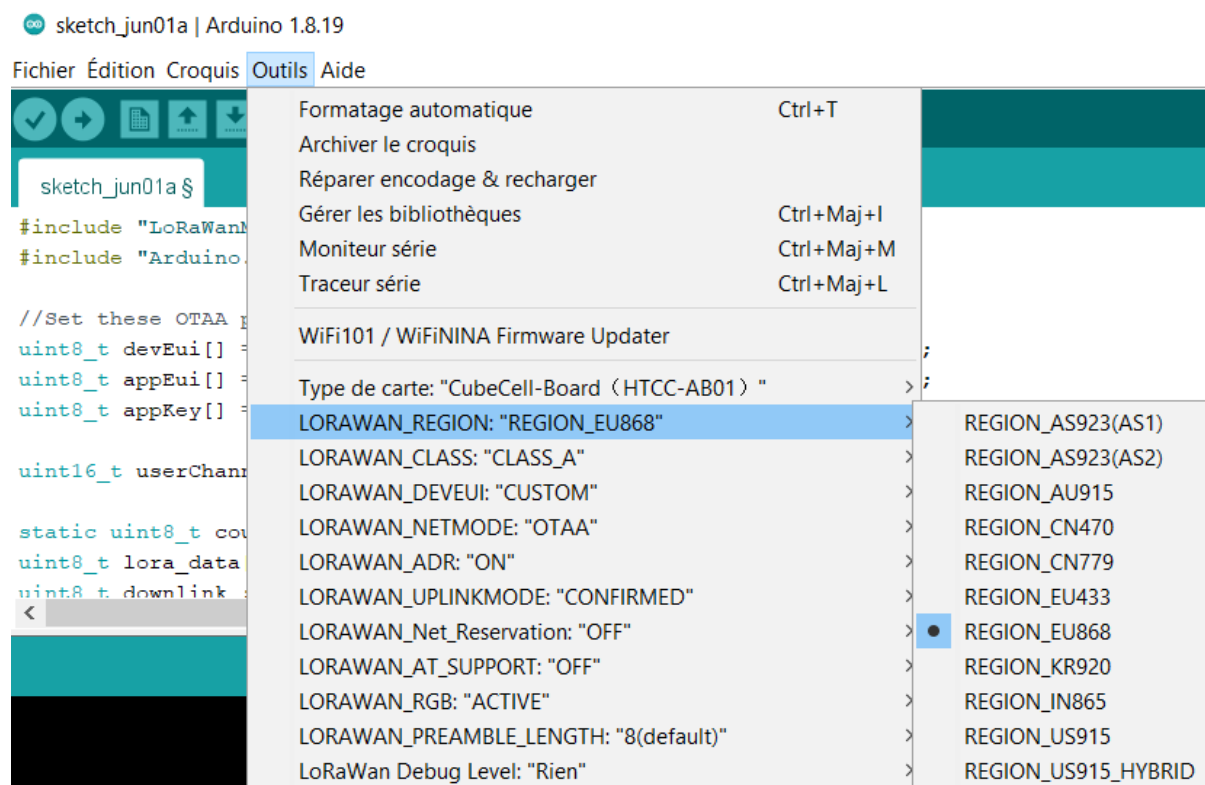 sketch_jun01a | Arduino 1.8.19
Fichier Édition Croquis Outils Aide
Formatage automatique Ctrl+T
Archiver le croquis
Réparer encodage & recharger
Gérer les bibliothèques Ctrl+Maj+I
Moniteur série Ctrl+Maj+M
Traceur série Ctrl+Maj+L
WiFi101 / WiFiNINA Firmware Updater
Type de carte: "CubeCell-Board（HTCC-AB01）"
LORAWAN_REGION: "REGION_EU868"
LORAWAN_CLASS: "CLASS_A"
LORAWAN_DEVEUI: "CUSTOM"
LORAWAN_NETMODE: "OTAA"
LORAWAN_ADR: "ON"
LORAWAN_UPLINKMODE: "CONFIRMED"
LORAWAN_Net_Reservation: "OFF"
LORAWAN_AT_SUPPORT: "OFF"
LORAWAN_RGB: "ACTIVE"
LORAWAN_PREAMBLE_LENGTH: "8(default)"
LoRaWan Debug Level: "Rien"
REGION_AS923(AS1)
REGION_AS923(AS2)
REGION_AU915
REGION_CN470
REGION_CN779
REGION_EU433
REGION_EU868
REGION_KR920
REGION_IN865
REGION_US915
REGION_US915_HYBRID
sketch_jun01a §
#include "LoRaWan
#include "Arduino.
//Set these OTAA
uint8_t devEui[] = ;
uint8_t appEui[] = ;
uint8_t appKey[] =
uint16_t userChann
static uint8_t cou
uint8_t lora_data
uint8_t downlink